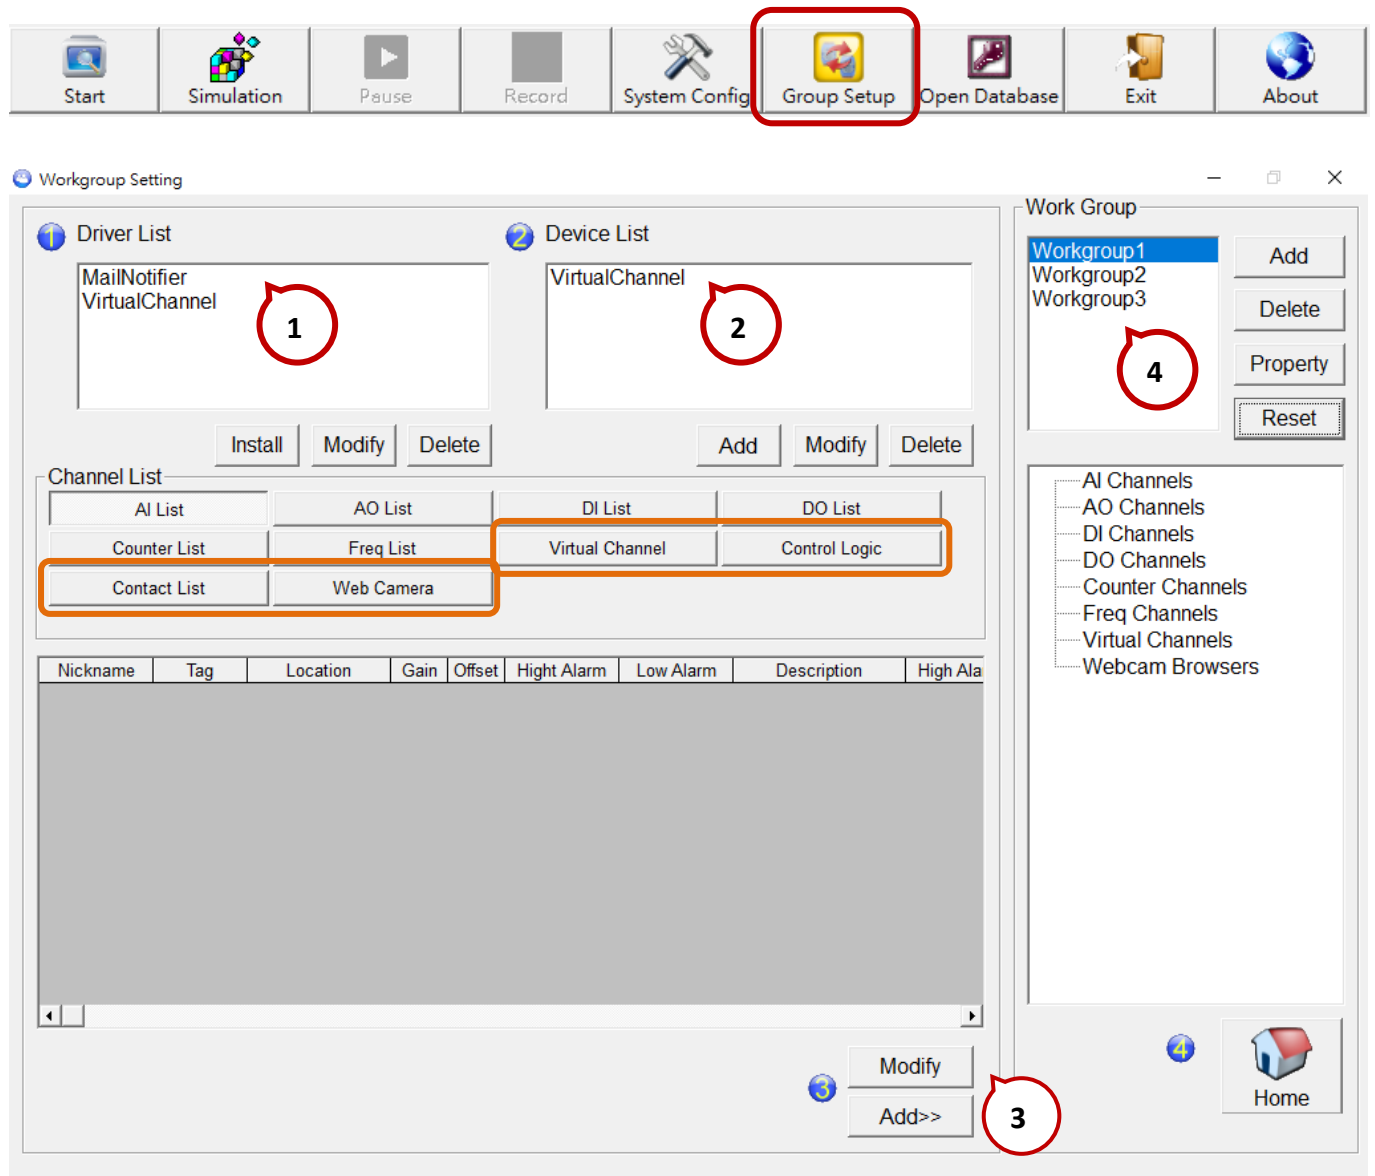 Start Simulation Pause Record System Config Group Setup Open Database Exit About
Workgroup Setting
1 Driver List
MailNotifier
VirtualChannel
1
Install Modify Delete
2 Device List
VirtualChannel
2
Add Modify Delete
Channel List
AI List AO List DI List DO List
Counter List Freq List Virtual Channel Control Logic
Contact List Web Camera
Nickname Tag Location Gain Offset Hight Alarm Low Alarm Description High Ala
3
Modify
Add>>
3
Work Group
Workgroup1
Workgroup2
Workgroup3
4
Add
Delete
Property
Reset
AI Channels
AO Channels
DI Channels
DO Channels
Counter Channels
Freq Channels
Virtual Channels
Webcam Browsers
4
Home